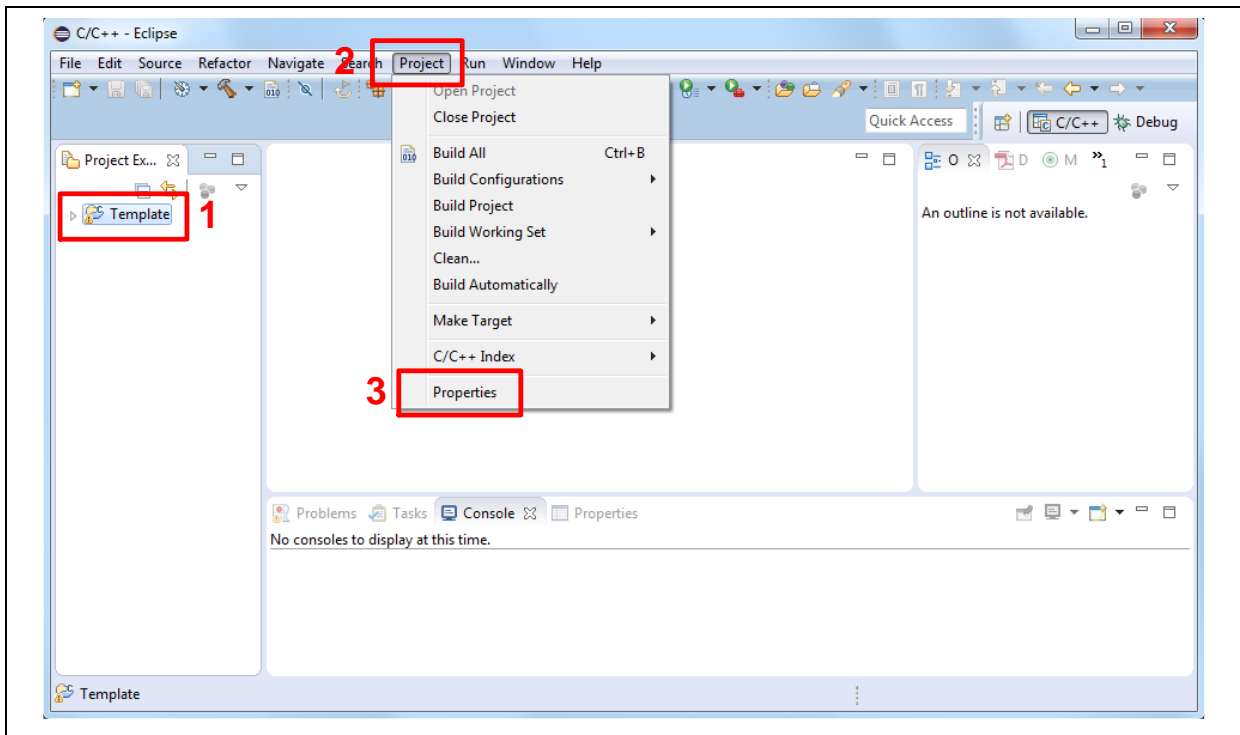 C/C++ - Eclipse
File Edit Source Refactor Navigate Search Project Run Window Help
2
Quick Access C/C++ Debug
Open Project
Close Project
Build All Ctrl+B
Build Configurations
Build Project
Build Working Set
Clean...
Build Automatically
Make Target
C/C++ Index
Properties
3
Project Ex...
Template
1
O D M »1
An outline is not available.
Problems Tasks Console Properties
No consoles to display at this time.
Template